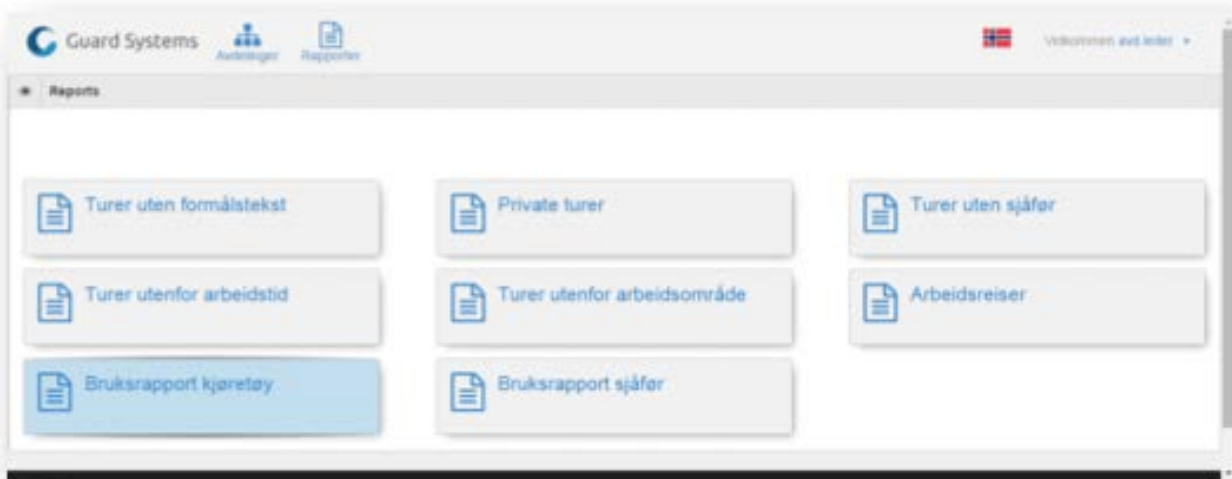 Guard Systems
Avdelinger
Rapporter
Velkommen avd.leder
Reports
Turer uten formålstekst
Private turer
Turer uten sjåfør
Turer utenfor arbeidstid
Turer utenfor arbeidsområde
Arbeidsreiser
Bruksrapport kjøretøy
Bruksrapport sjåfør